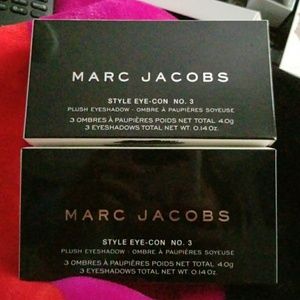 MARC JACOBS
STYLE EYE-CON NO. 3
PLUSH EYESHADOW - OMBRE À PAUPIÈRES SOYEUSE
3 OMBRES À PAUPIÈRES POIDS NET TOTAL 4.0g
3 EYESHADOWS TOTAL NET WT. 0.14 Oz.
MARC JACOBS
STYLE EYE-CON NO. 3
PLUSH EYESHADOW - OMBRE À PAUPIÈRES SOYEUSE
3 OMBRES À PAUPIÈRES POIDS NET TOTAL 4.0g
3 EYESHADOWS TOTAL NET WT. 0.14 Oz.